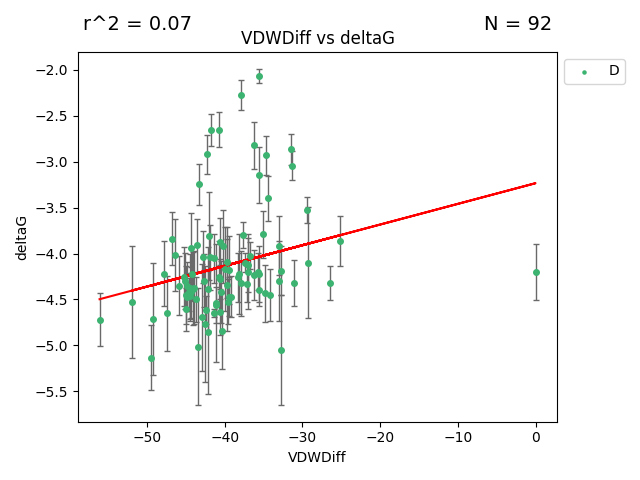 r^2 = 0.07
N = 92
VDWDiff vs deltaG
D
−2.0
−2.5
−3.0
−3.5
−4.0
−4.5
−5.0
−5.5
deltaG
−50 −40 −30 −20 −10 0
VDWDiff